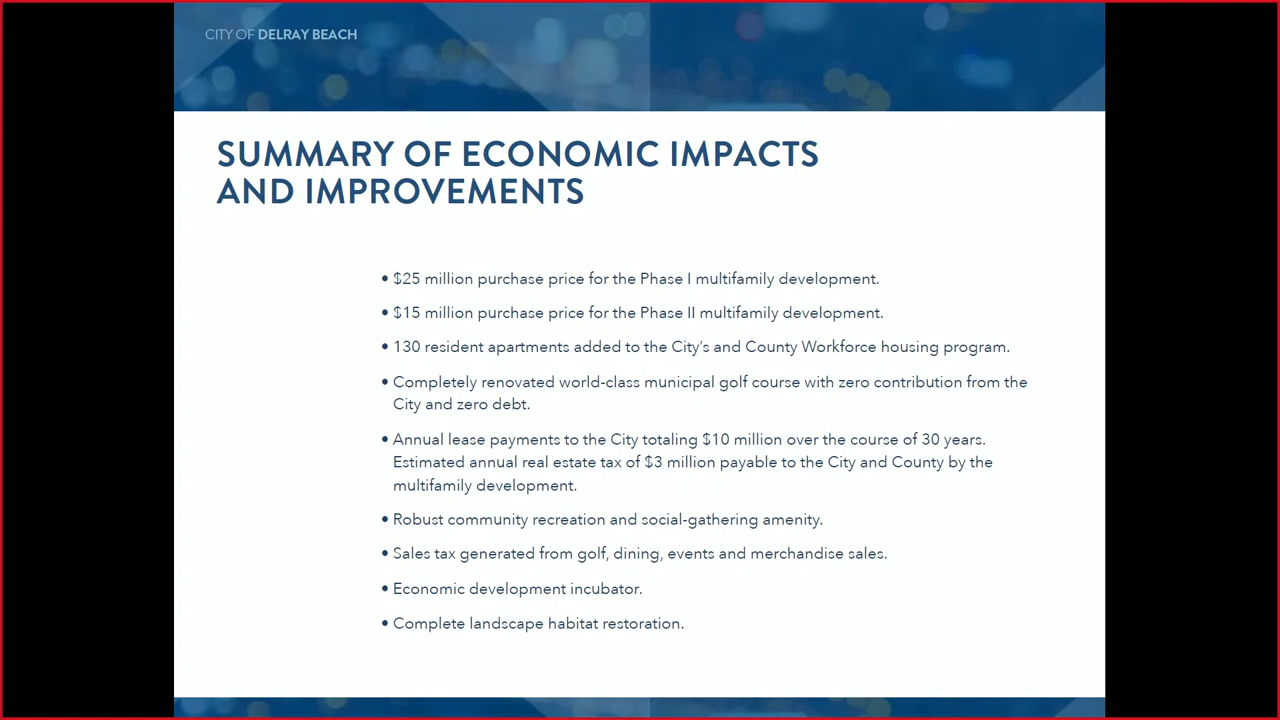 CITY OF DELRAY BEACH
SUMMARY OF ECONOMIC IMPACTS
AND IMPROVEMENTS
• $25 million purchase price for the Phase I multifamily development.
• $15 million purchase price for the Phase II multifamily development.
• 130 resident apartments added to the City’s and County Workforce housing program.
• Completely renovated world-class municipal golf course with zero contribution from the
City and zero debt.
• Annual lease payments to the City totaling $10 million over the course of 30 years.
Estimated annual real estate tax of $3 million payable to the City and County by the
multifamily development.
• Robust community recreation and social-gathering amenity.
• Sales tax generated from golf, dining, events and merchandise sales.
• Economic development incubator.
• Complete landscape habitat restoration.